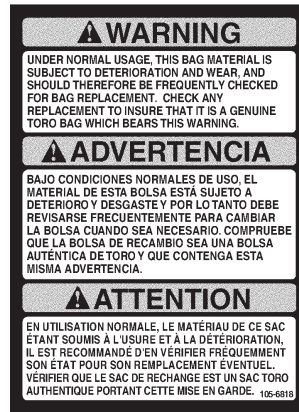 WARNING
UNDER NORMAL USAGE, THIS BAG MATERIAL IS
SUBJECT TO DETERIORATION AND WEAR, AND
SHOULD THEREFORE BE FREQUENTLY CHECKED
FOR BAG REPLACEMENT. CHECK ANY
REPLACEMENT TO INSURE THAT IT IS A GENUINE
TORO BAG WHICH BEARS THIS WARNING.
ADVERTENCIA
BAJO CONDICIONES NORMALES DE USO, EL
MATERIAL DE ESTA BOLSA ESTÁ SUJETO A
DETERIORO Y DESGASTE Y POR LO TANTO DEBE
REVISARSE FRECUENTEMENTE PARA CAMBIAR
LA BOLSA CUANDO SEA NECESARIO. COMPRUEBE
QUE LA BOLSA DE RECAMBIO SEA UNA BOLSA
AUTÉNTICA DE TORO Y QUE CONTENGA ESTA
MISMA ADVERTENCIA.
ATTENTION
EN UTILISATION NORMALE, LE MATÉRIAU DE CE SAC
ÉTANT SOUMIS À L'USURE ET À LA DÉTÉRIORATION,
IL EST RECOMMANDÉ D'EN VÉRIFIER FRÉQUEMMENT
SON ÉTAT POUR SON REMPLACEMENT ÉVENTUEL.
VÉRIFIER QUE LE SAC DE RECHANGE EST UN SAC TORO
AUTHENTIQUE PORTANT CETTE MISE EN GARDE. 105-6818